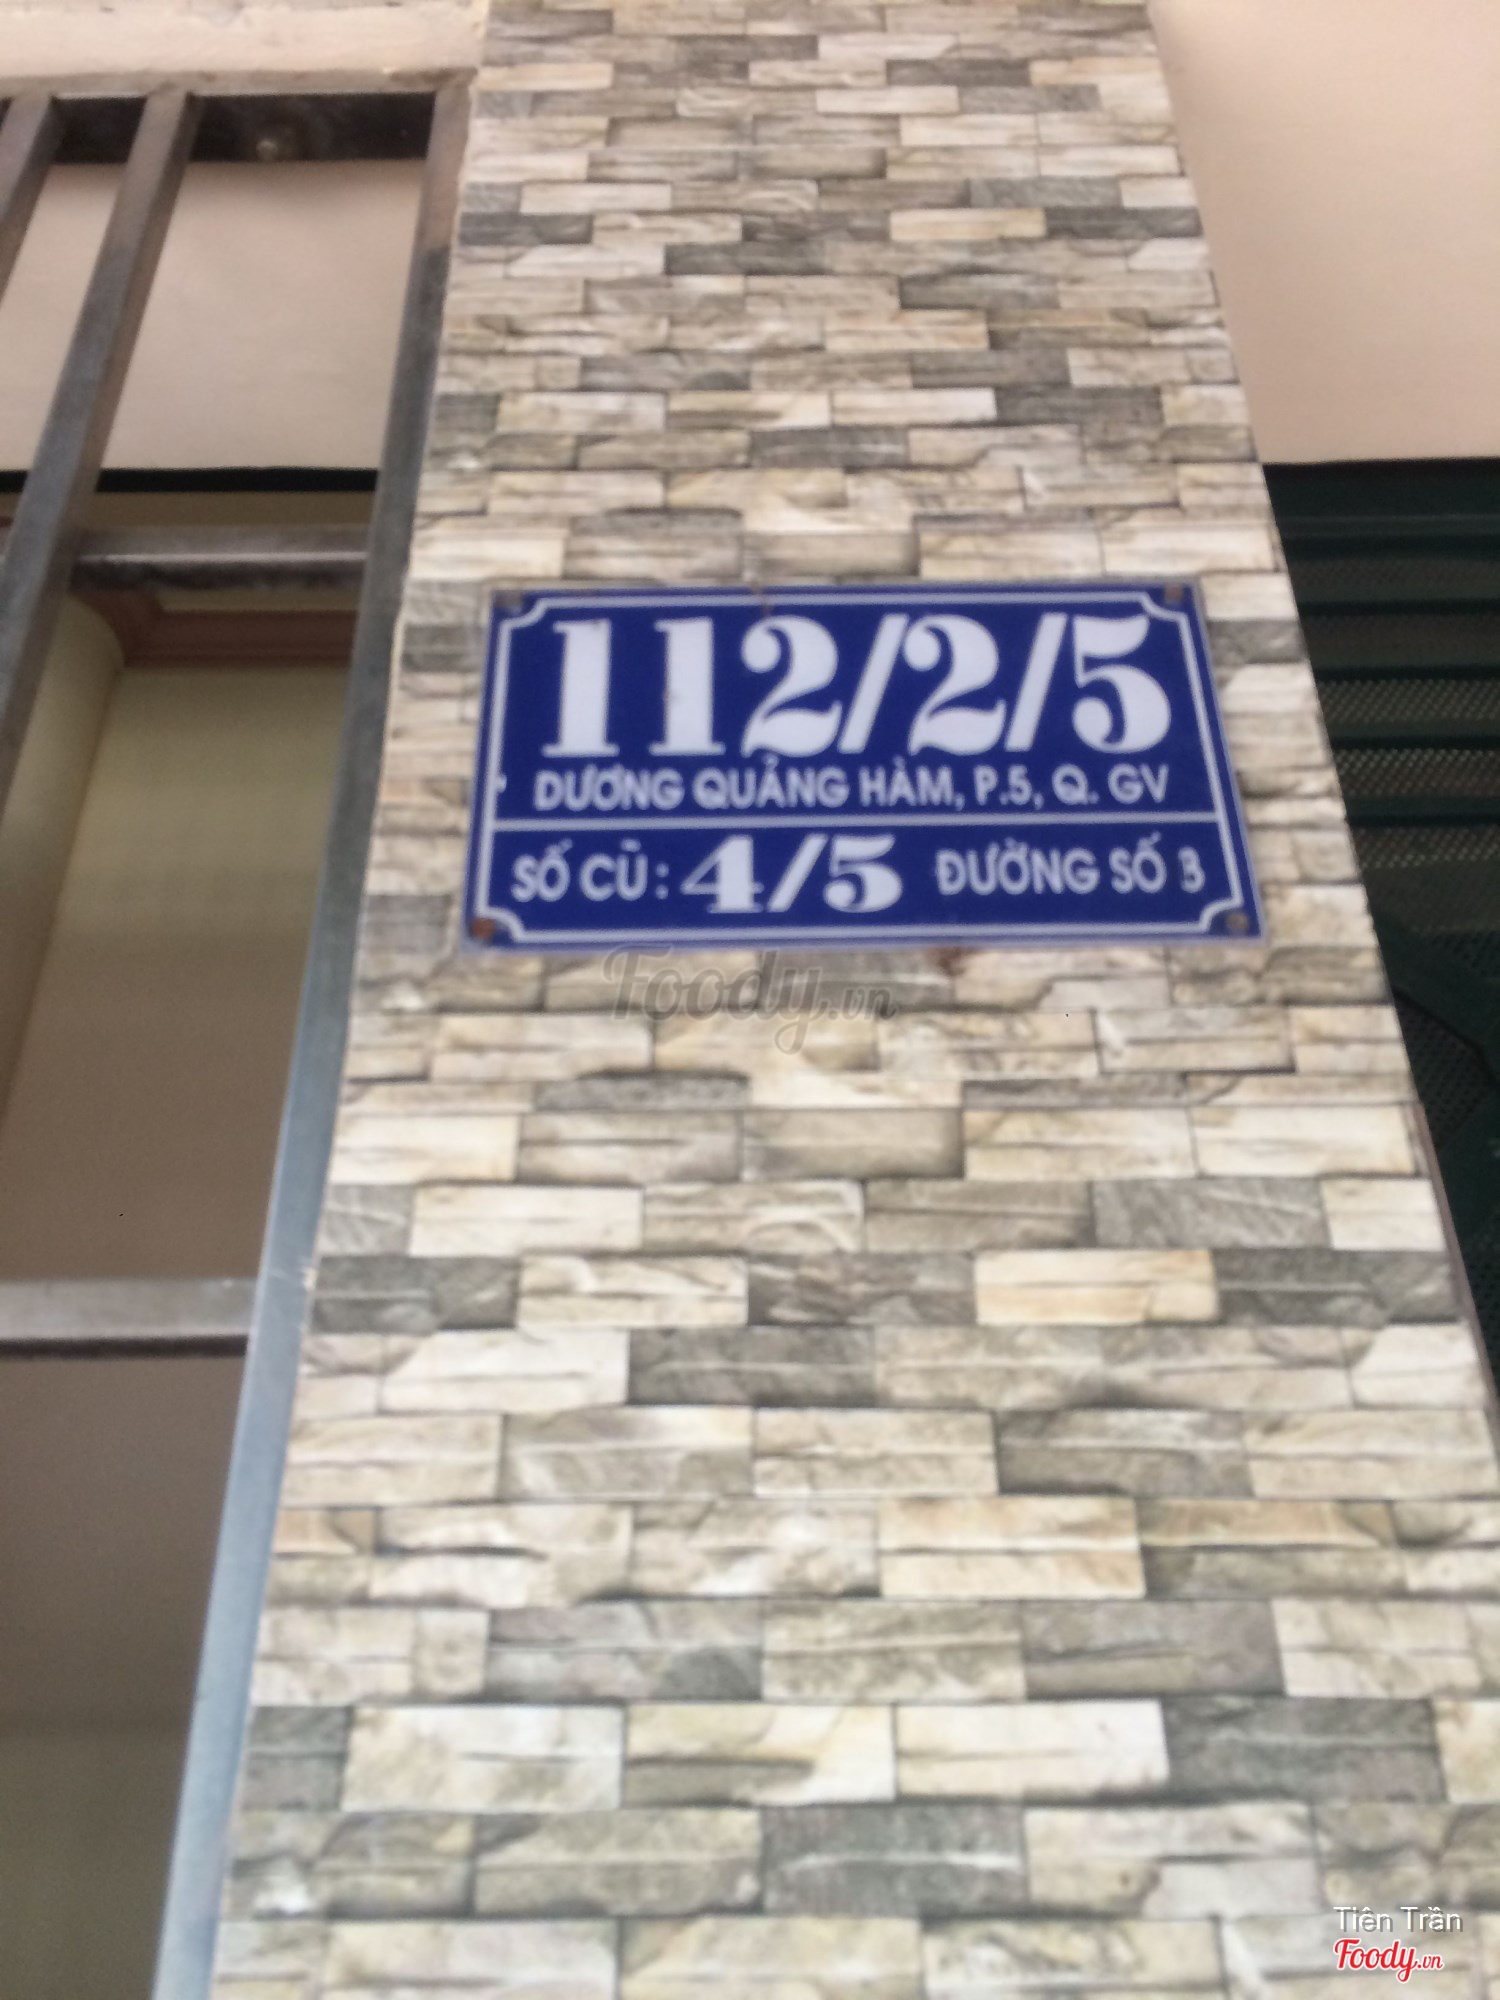 112/2/5
DƯƠNG QUẢNG HÀM, P.5, Q. GV
SỐ CŨ: 4/5 ĐƯỜNG SỐ 3
Foody.vn
Tiên Trần
Foody.vn